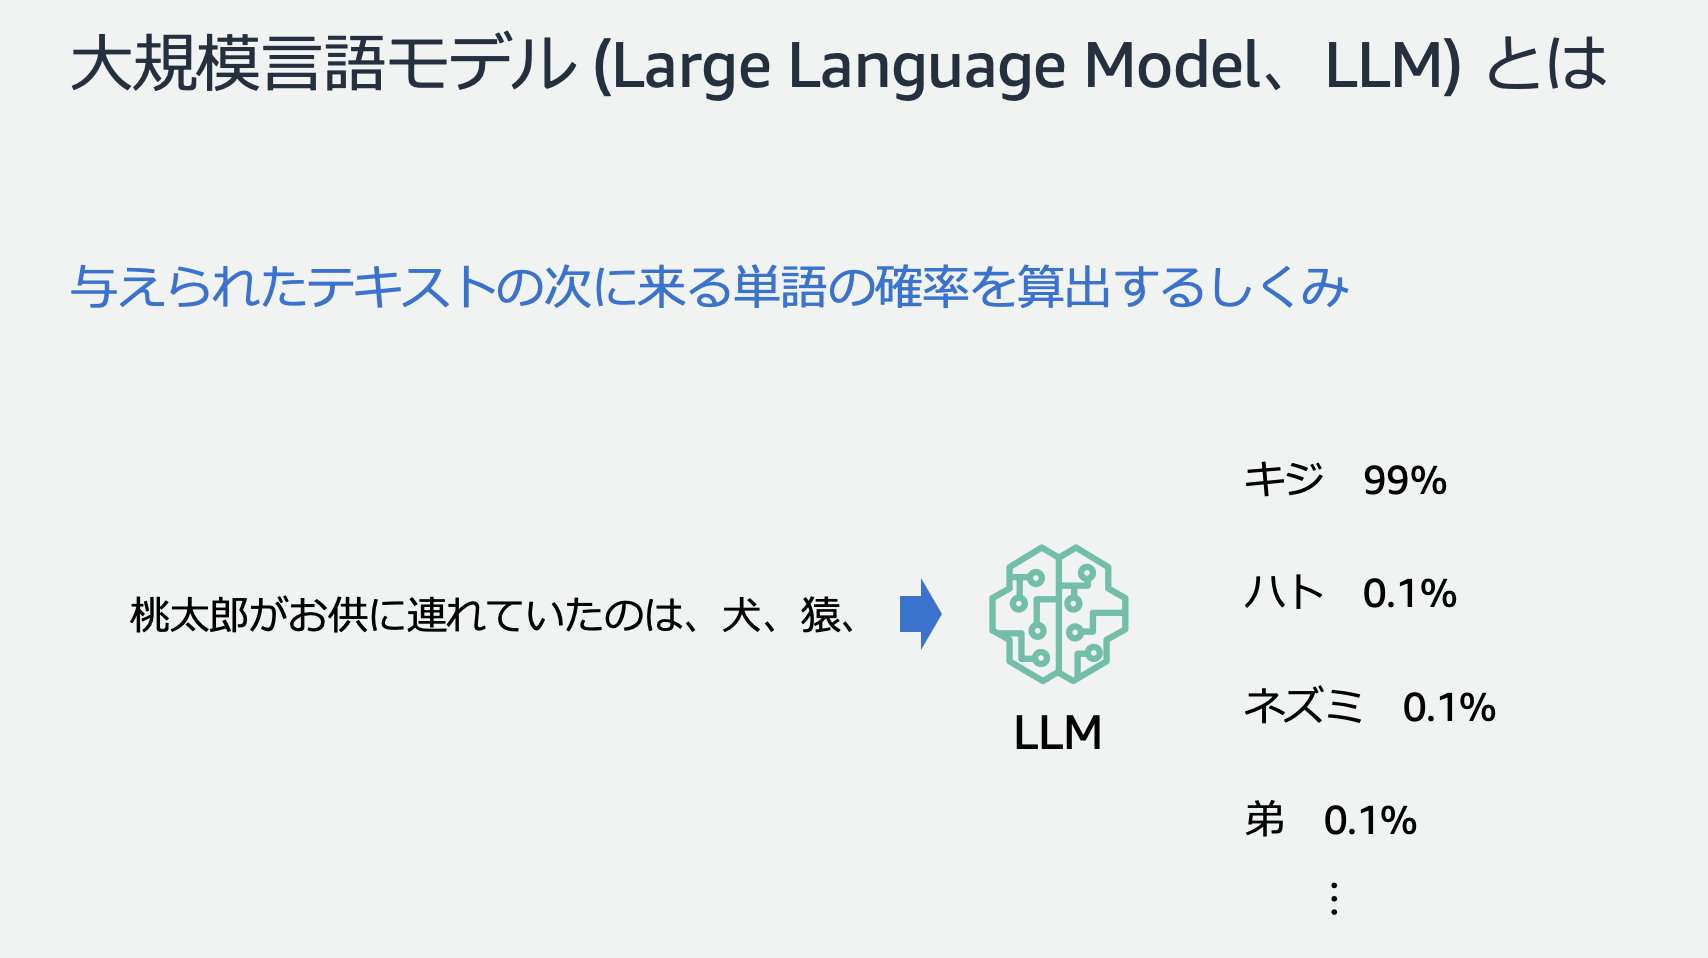 大規模言語モデル (Large Language Model、LLM) とは
与えられたテキストの次に来る単語の確率を算出するしくみ
桃太郎がお供に連れていたのは、犬、猿、
LLM
キジ　99%
ハト　0.1%
ネズミ　0.1%
弟　0.1%
⋮